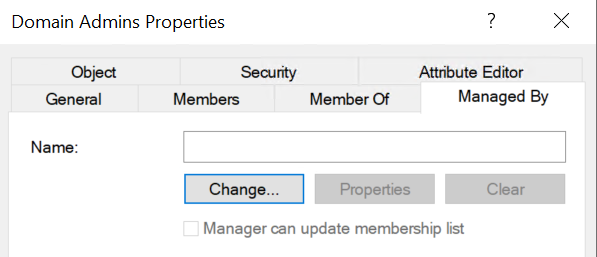 Domain Admins Properties ? ×
Object Security Attribute Editor
General Members Member Of Managed By
Name:
Change... Properties Clear
Manager can update membership list